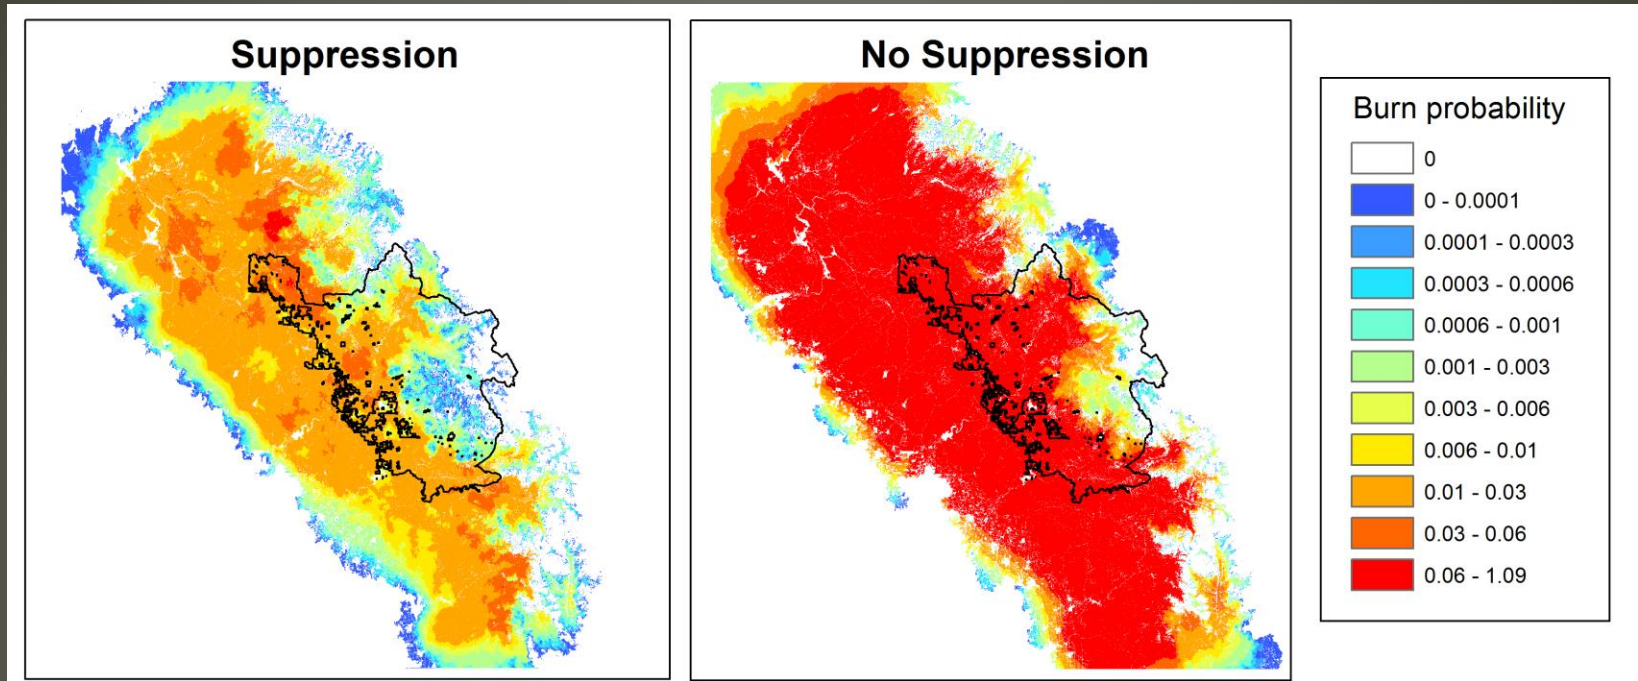 Suppression
No Suppression
Burn probability
0
0 - 0.0001
0.0001 - 0.0003
0.0003 - 0.0006
0.0006 - 0.001
0.001 - 0.003
0.003 - 0.006
0.006 - 0.01
0.01 - 0.03
0.03 - 0.06
0.06 - 1.09